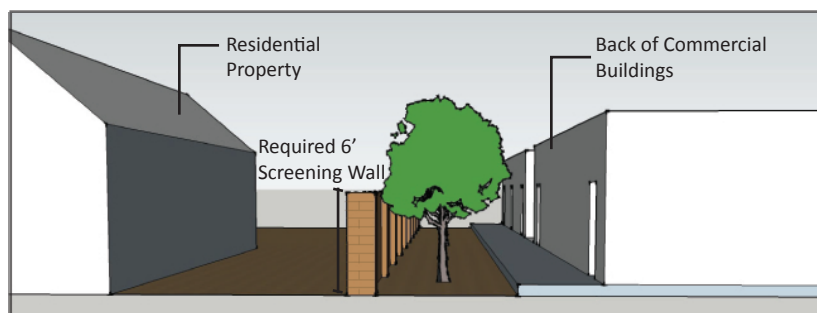 Residential
Property
Back of Commercial
Buildings
Required 6’
Screening Wall